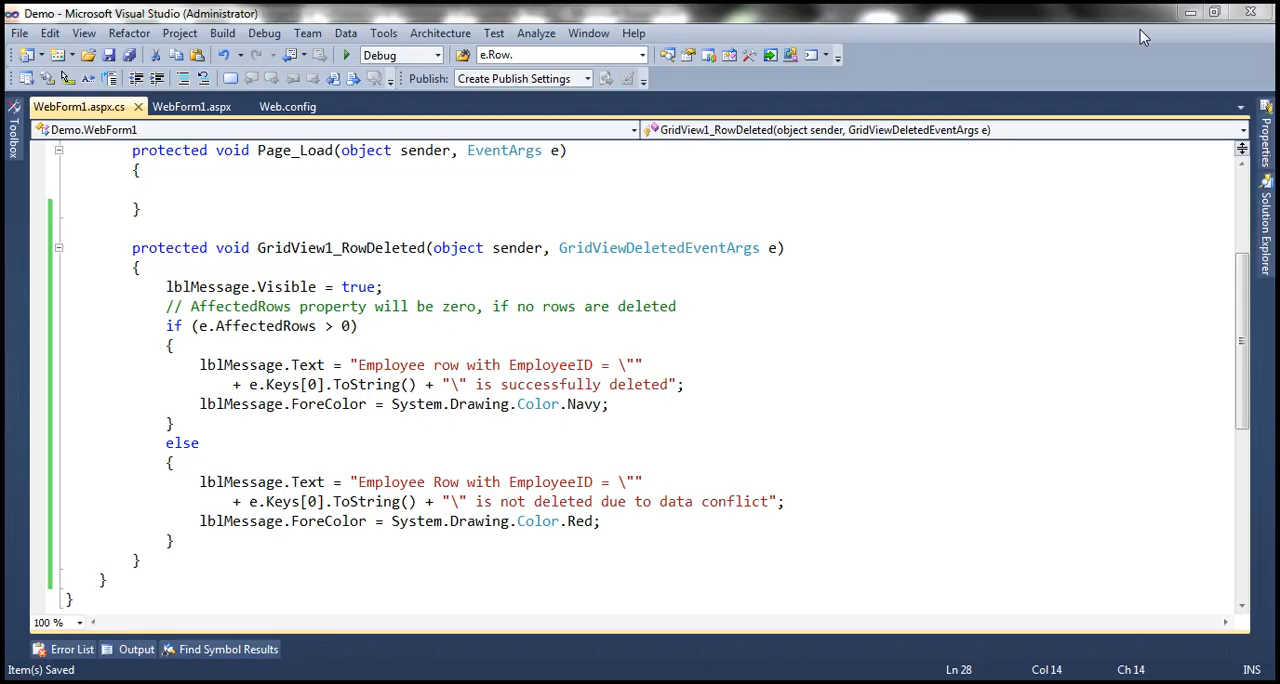 Demo - Microsoft Visual Studio (Administrator)
File Edit View Refactor Project Build Debug Team Data Tools Architecture Test Analyze Window Help
Debug e.Row.
Publish: Create Publish Settings
WebForm1.aspx.cs WebForm1.aspx Web.config
Demo.WebForm1 GridView1_RowDeleted(object sender, GridViewDeletedEventArgs e)
Toolbox
Properties
Solution Explorer
protected void Page_Load(object sender, EventArgs e)
{
}
protected void GridView1_RowDeleted(object sender, GridViewDeletedEventArgs e)
{
lblMessage.Visible = true;
// AffectedRows property will be zero, if no rows are deleted
if (e.AffectedRows > 0)
{
lblMessage.Text = "Employee row with EmployeeID = \""
+ e.Keys[0].ToString() + "\" is successfully deleted";
lblMessage.ForeColor = System.Drawing.Color.Navy;
}
else
{
lblMessage.Text = "Employee Row with EmployeeID = \""
+ e.Keys[0].ToString() + "\" is not deleted due to data conflict";
lblMessage.ForeColor = System.Drawing.Color.Red;
}
}
}
}
100 %
Error List Output Find Symbol Results
Item(s) Saved Ln 28 Col 14 Ch 14 INS